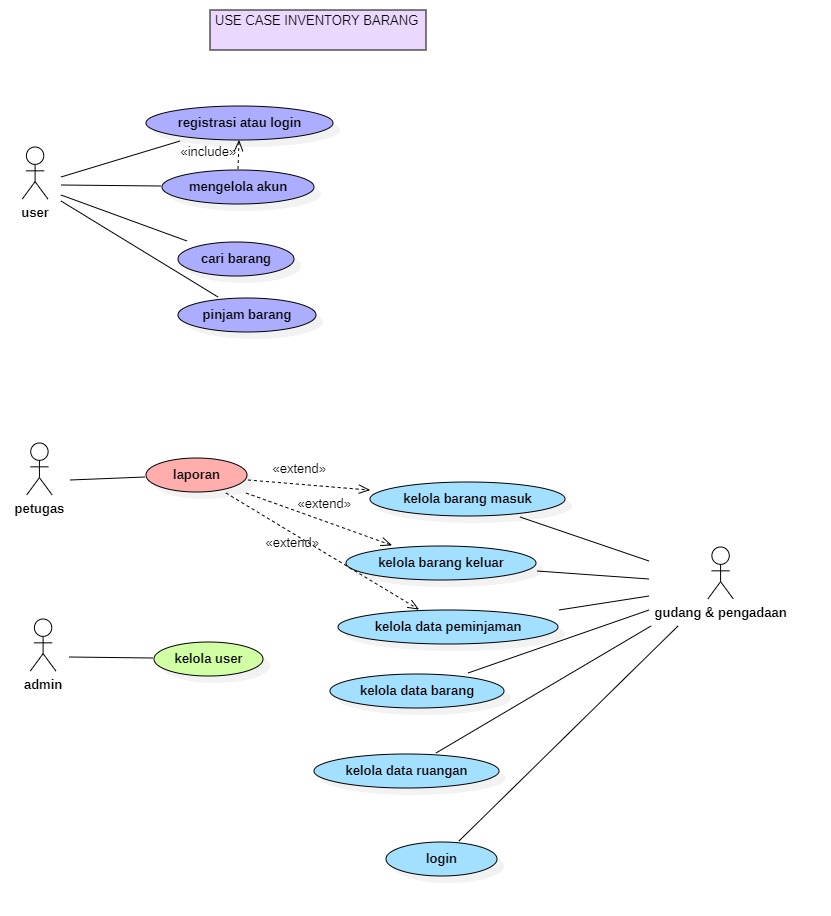 USE CASE INVENTORY BARANG
registrasi atau login
«include»
mengelola akun
user
cari barang
pinjam barang
laporan
«extend»
kelola barang masuk
«extend»
petugas
«extend»
kelola barang keluar
gudang & pengadaan
kelola data peminjaman
kelola user
admin
kelola data barang
kelola data ruangan
login